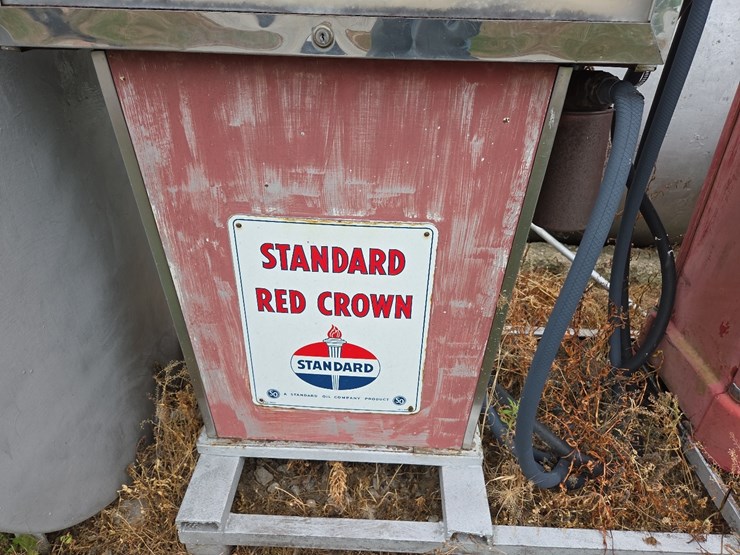 STANDARD
RED CROWN
STANDARD
A STANDARD OIL COMPANY PRODUCT